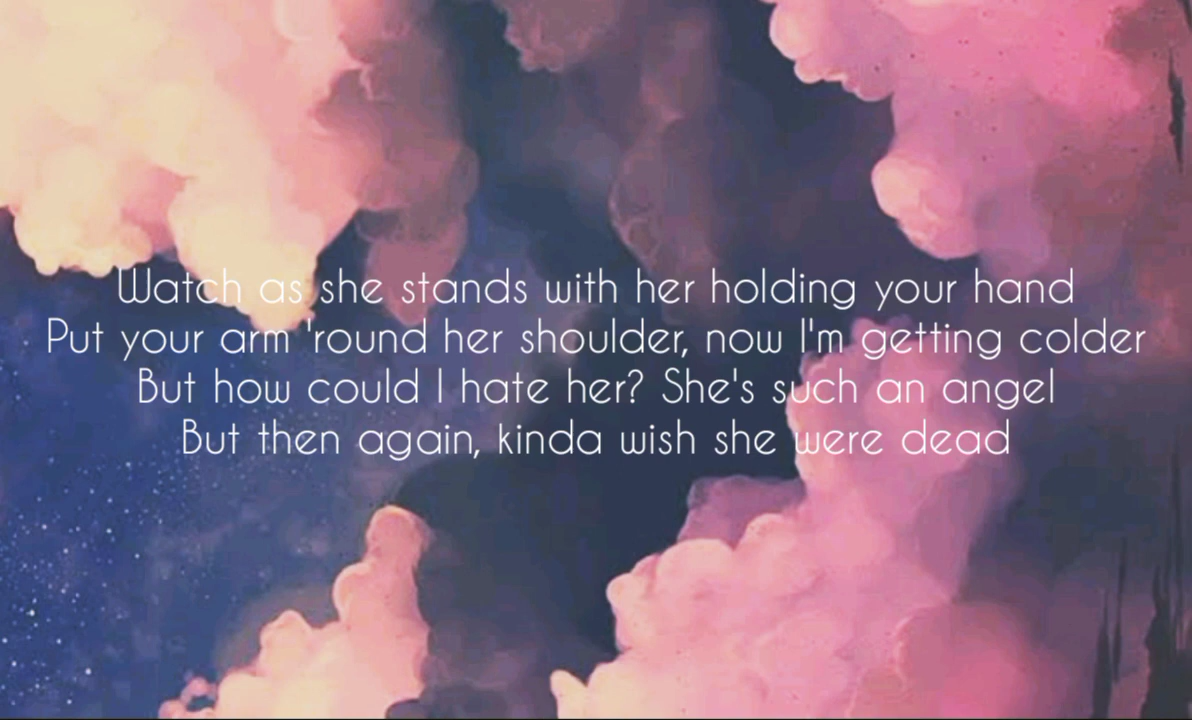 Watch as she stands with her holding your hand
Put your arm 'round her shoulder, now I'm getting colder
But how could I hate her? She's such an angel
But then again, kinda wish she were dead